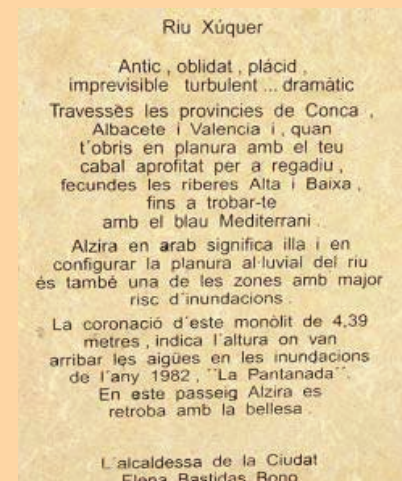 Riu Xúquer
Antic , oblidat , plácid ,
imprevisible turbulent ... dramàtic
Travessès les provincies de Conca ,
Albacete i Valencia i , quan
t´obris en planura amb el teu
cabal aprofitat per a regadiu ,
fecundes les riberes Alta i Baixa ,
fins a trobar-te
amb el blau Mediterrani .
Alzira en arab significa illa i en
configurar la planura al·luvial del riu
és també una de les zones amb major
risc d´inundacions .
La coronació d´este monòlit de 4,39
metres , indica l´altura on van
arribar les aigües en les inundacions
de l´any 1982 , ¨La Pantanada¨.
En este passeig Alzira es
retroba amb la bellesa .
L´alcaldessa de la Ciudat
Elena Bastidas Bono